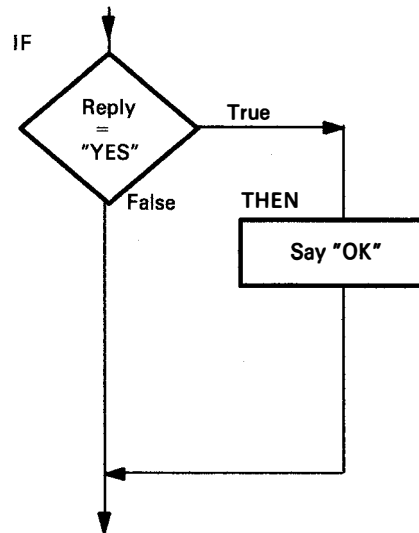 IF
Reply
=
"YES"
True
False
THEN
Say "OK"